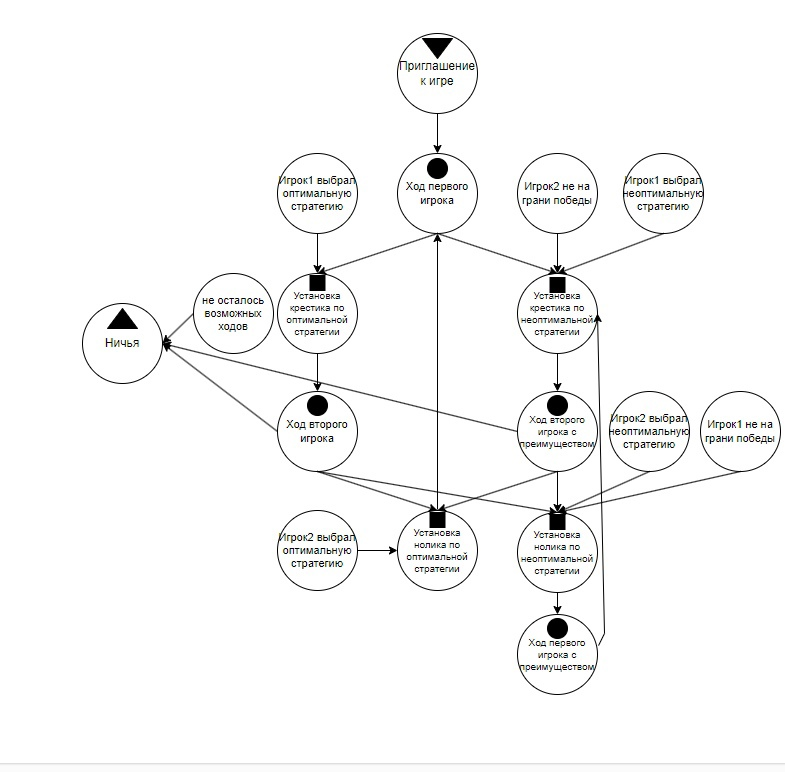 Приглашение
к игре
Игрок1 выбрал
оптимальную
стратегию
Ход первого
игрока
Игрок2 не на
грани победы
Игрок1 выбрал
неоптимальную
стратегию
не осталось
возможных
ходов
Установка
крестика по
оптимальной
стратегии
Установка
крестика по
неоптимальной
стратегии
Ничья
Ход второго
игрока
Ход второго
игрока с
преимуществом
Игрок2 выбрал
неоптимальную
стратегию
Игрок1 не на
грани победы
Игрок2 выбрал
оптимальную
стратегию
Установка
нолика по
оптимальной
стратегии
Установка
нолика по
неоптимальной
стратегии
Ход первого
игрока с
преимуществом